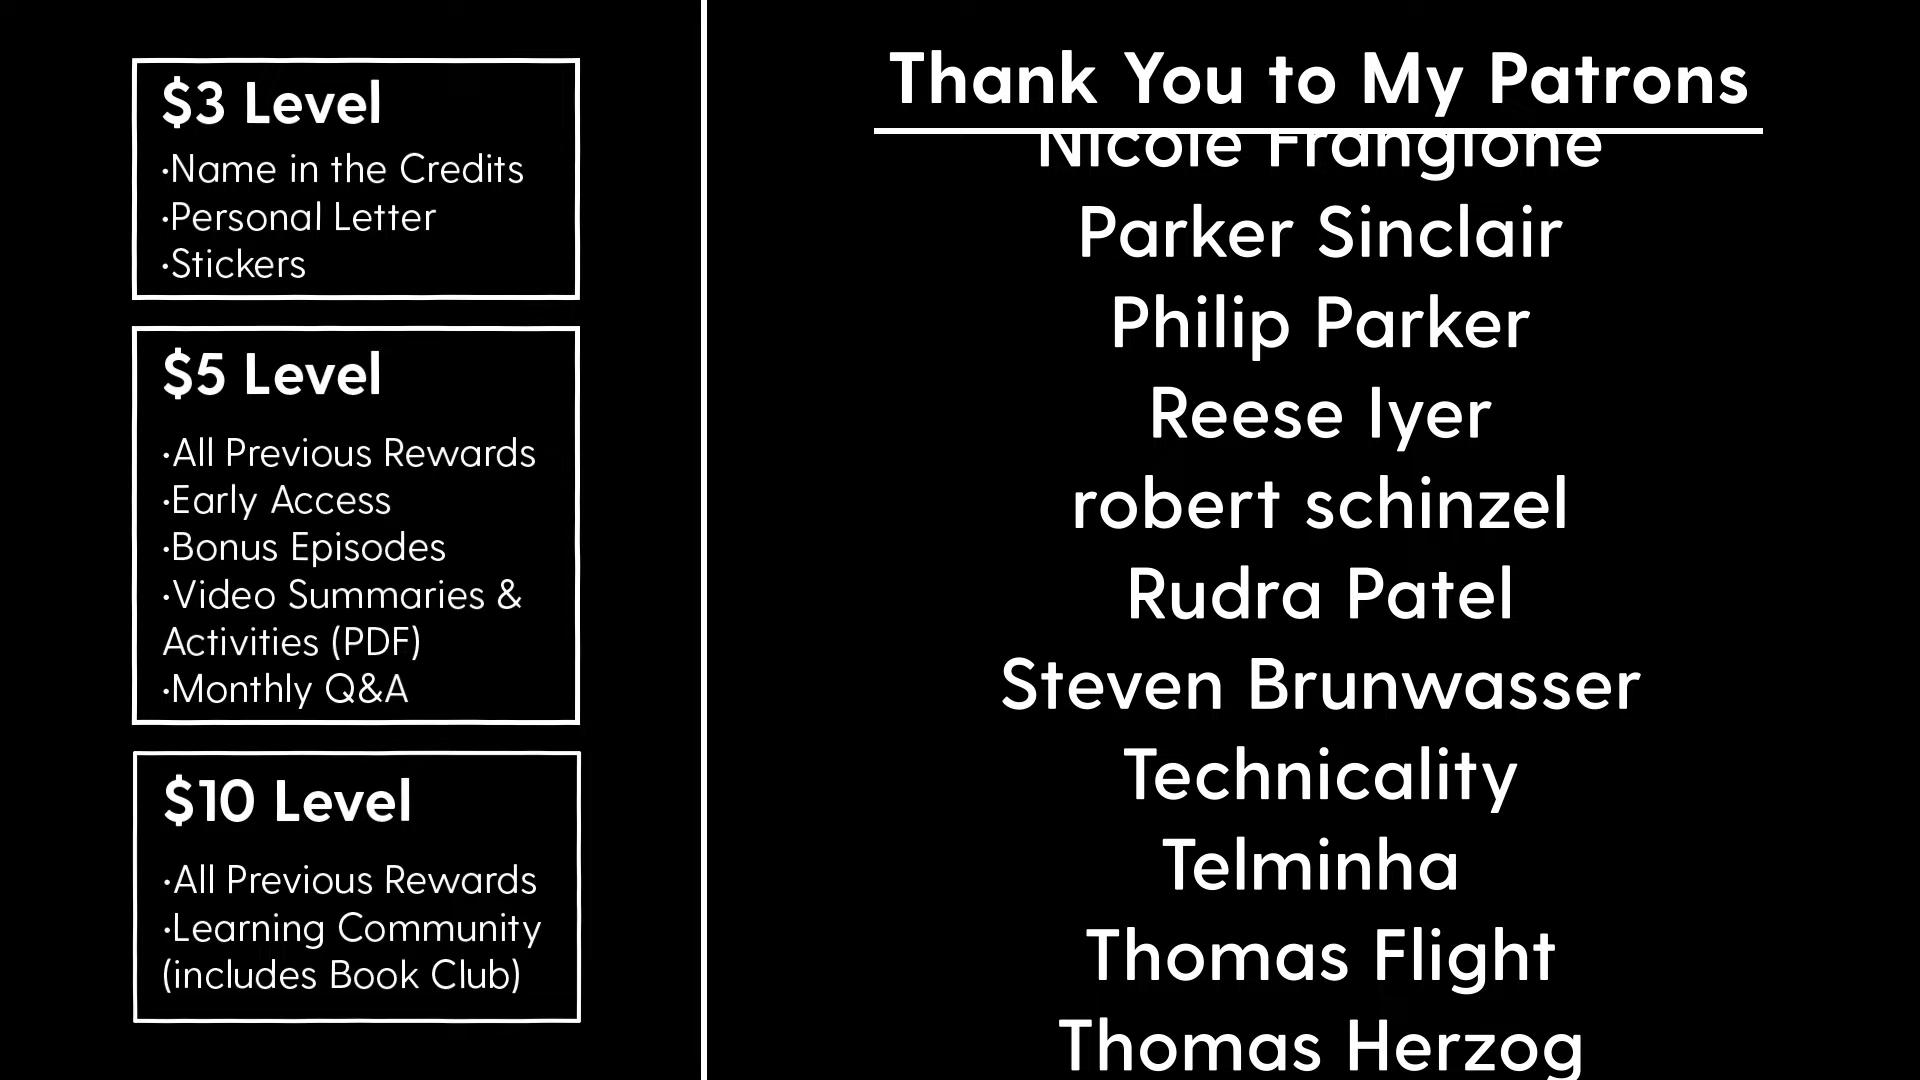 $3 Level
·Name in the Credits
·Personal Letter
·Stickers
$5 Level
·All Previous Rewards
·Early Access
·Bonus Episodes
·Video Summaries &
Activities (PDF)
·Monthly Q&A
$10 Level
·All Previous Rewards
·Learning Community
(includes Book Club)
Thank You to My Patrons
Nicole Frangione
Parker Sinclair
Philip Parker
Reese Iyer
robert schinzel
Rudra Patel
Steven Brunwasser
Technicality
Telminha
Thomas Flight
Thomas Herzog